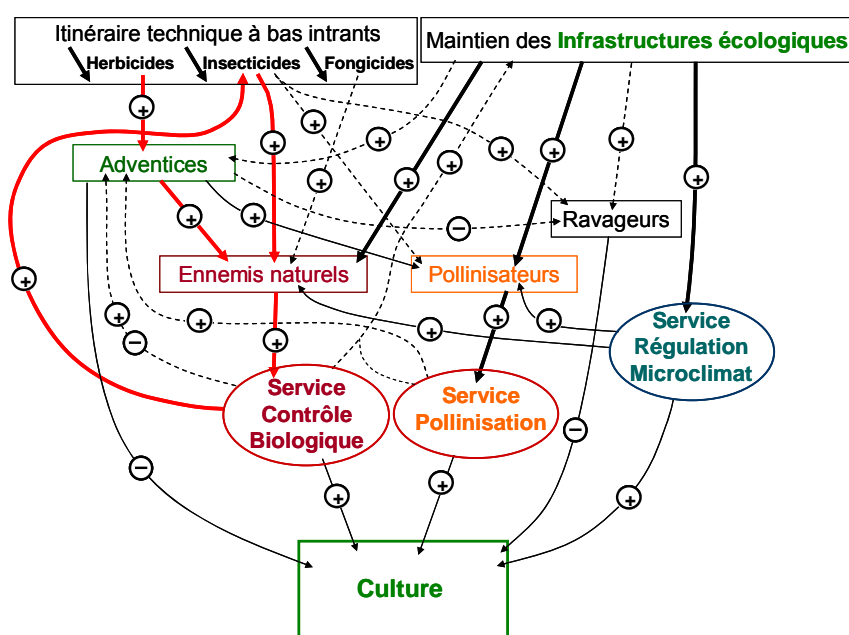 Itinéraire technique à bas intrants
Herbicides Insecticides Fongicides
Maintien des Infrastructures écologiques
+
+
+
+
+
+
+
+
+
Adventices
+
+
+
−
Ravageurs
Ennemis naturels
Pollinisateurs
+
+
+
+
+
+
−
+
Service
Régulation
Microclimat
Service
Contrôle
Biologique
Service
Pollinisation
−
−
+
+
+
Culture